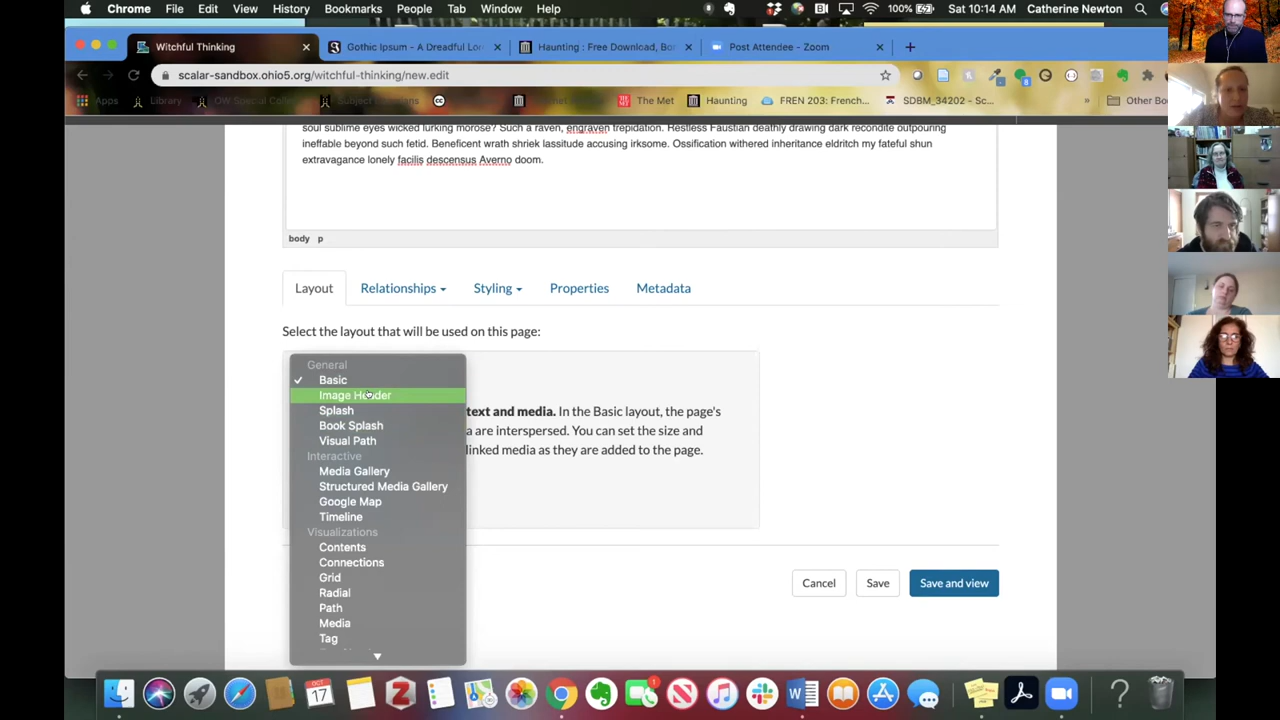 Chrome File Edit View History Bookmarks People Tab Window Help 100% Sat 10:14 AM Catherine Newton
Witchful Thinking × Gothic Ipsum - A Dreadful Lor × Haunting : Free Download, Bor × Post Attendee - Zoom × +
scalar-sandbox.ohio5.org/witchful-thinking/new.edit
Apps Library OW Special Subject The Met Haunting FREN 203: French... SDBM_34202 - Sc... » Other Bo
soul sublime eyes wicked lurking morose? Such a raven, engraven trepidation. Restless Faustian deathly drawing dark recondite outpouring
ineffable beyond such fetid. Beneficent wrath shriek lassitude accusing irksome. Ossification withered inheritance eldritch my fateful shun
extravagance lonely facilis descensus Averno doom.
body p
Layout Relationships Styling Properties Metadata
Select the layout that will be used on this page:
General
✓ Basic
Image Header
Splash
text and media. In the Basic layout, the page's
Book Splash
a are interspersed. You can set the size and
Visual Path
linked media as they are added to the page.
Interactive
Media Gallery
Structured Media Gallery
Google Map
Timeline
Visualizations
Contents
Connections
Grid
Radial
Path
Media
Tag
Cancel Save Save and view
OCT
17
1